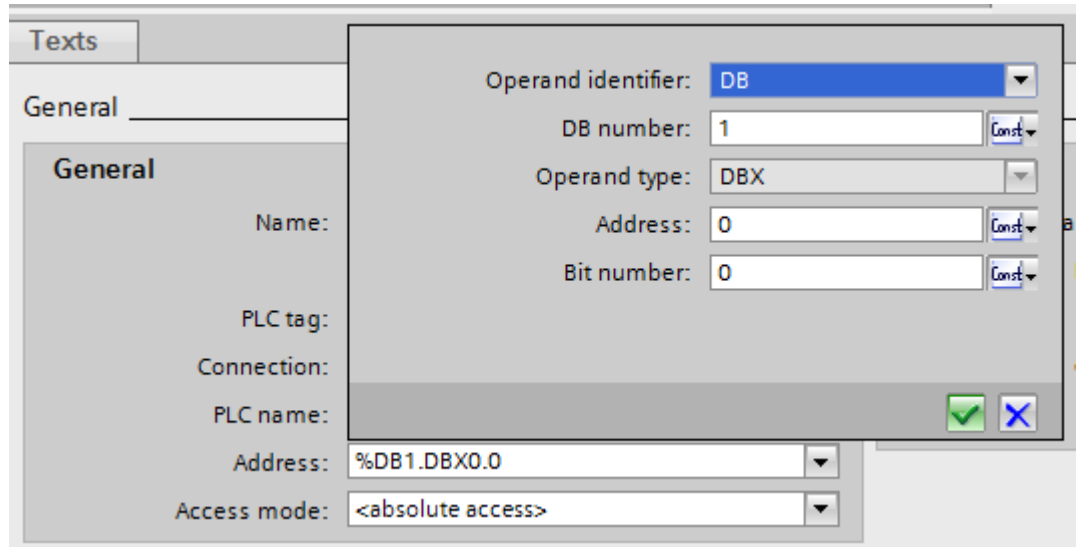 Texts
General
General
Name:
PLC tag:
Connection:
PLC name:
Address: %DB1.DBX0.0
Access mode: <absolute access>
Operand identifier: DB
DB number: 1 Const
Operand type: DBX
Address: 0 Const
Bit number: 0 Const